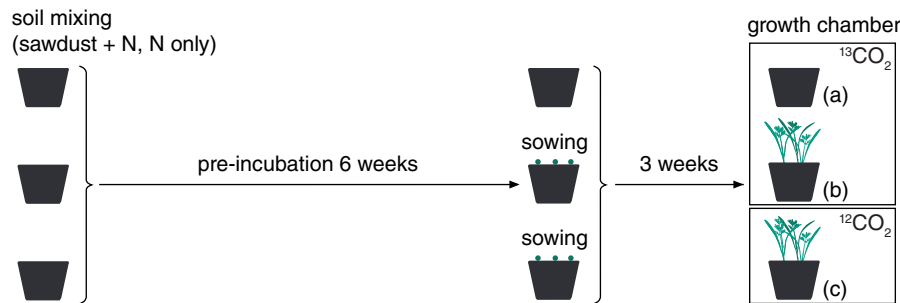 soil mixing
(sawdust + N, N only)
growth chamber
¹³CO₂
(a)
sowing
pre-incubation 6 weeks
3 weeks
(b)
¹²CO₂
sowing
(c)